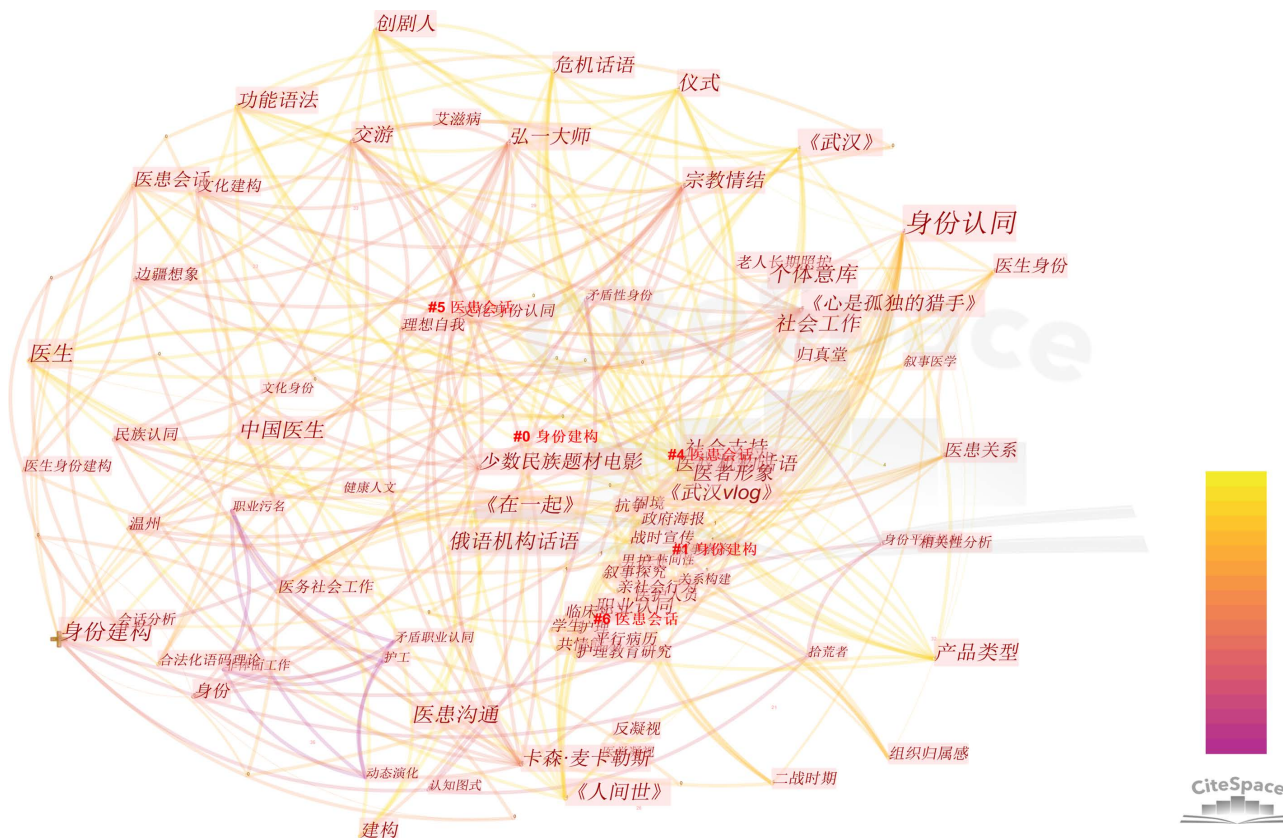 创剧人
危机话语
仪式
功能语法
艾滋病
交游
弘一大师
《武汉》
医患会话
文化建构
宗教情结
身份认同
老人长期照护
个体意库
医生身份
边疆想象
矛盾性身份
《心是孤独的猎手》
#5 医患会话
理想自我
社会工作
医生
归真堂
叙事医学
文化身份
中国医生
民族认同
#0 身份建构
社会支持
#4 医患会话
医患关系
少数民族题材电影
医者形象
医生身份建构
健康人文
《武汉vlog》
职业污名
《在一起》
政府海报
温州
战时宣传
俄语机构话语
#1 身份建构
相关性分析
叙事探究
关系构建
医务社会工作
亲社会行为
医护人员
职业认同
会话分析
#6 医患会话
身份建构
矛盾职业认同
平行病历
合法化语码理论
护工
护理教育研究
拾荒者
产品类型
身份
医患沟通
反凝视
卡森·麦卡勒斯
组织归属感
动态演化
认知图式
二战时期
《人间世》
建构
CiteSpace